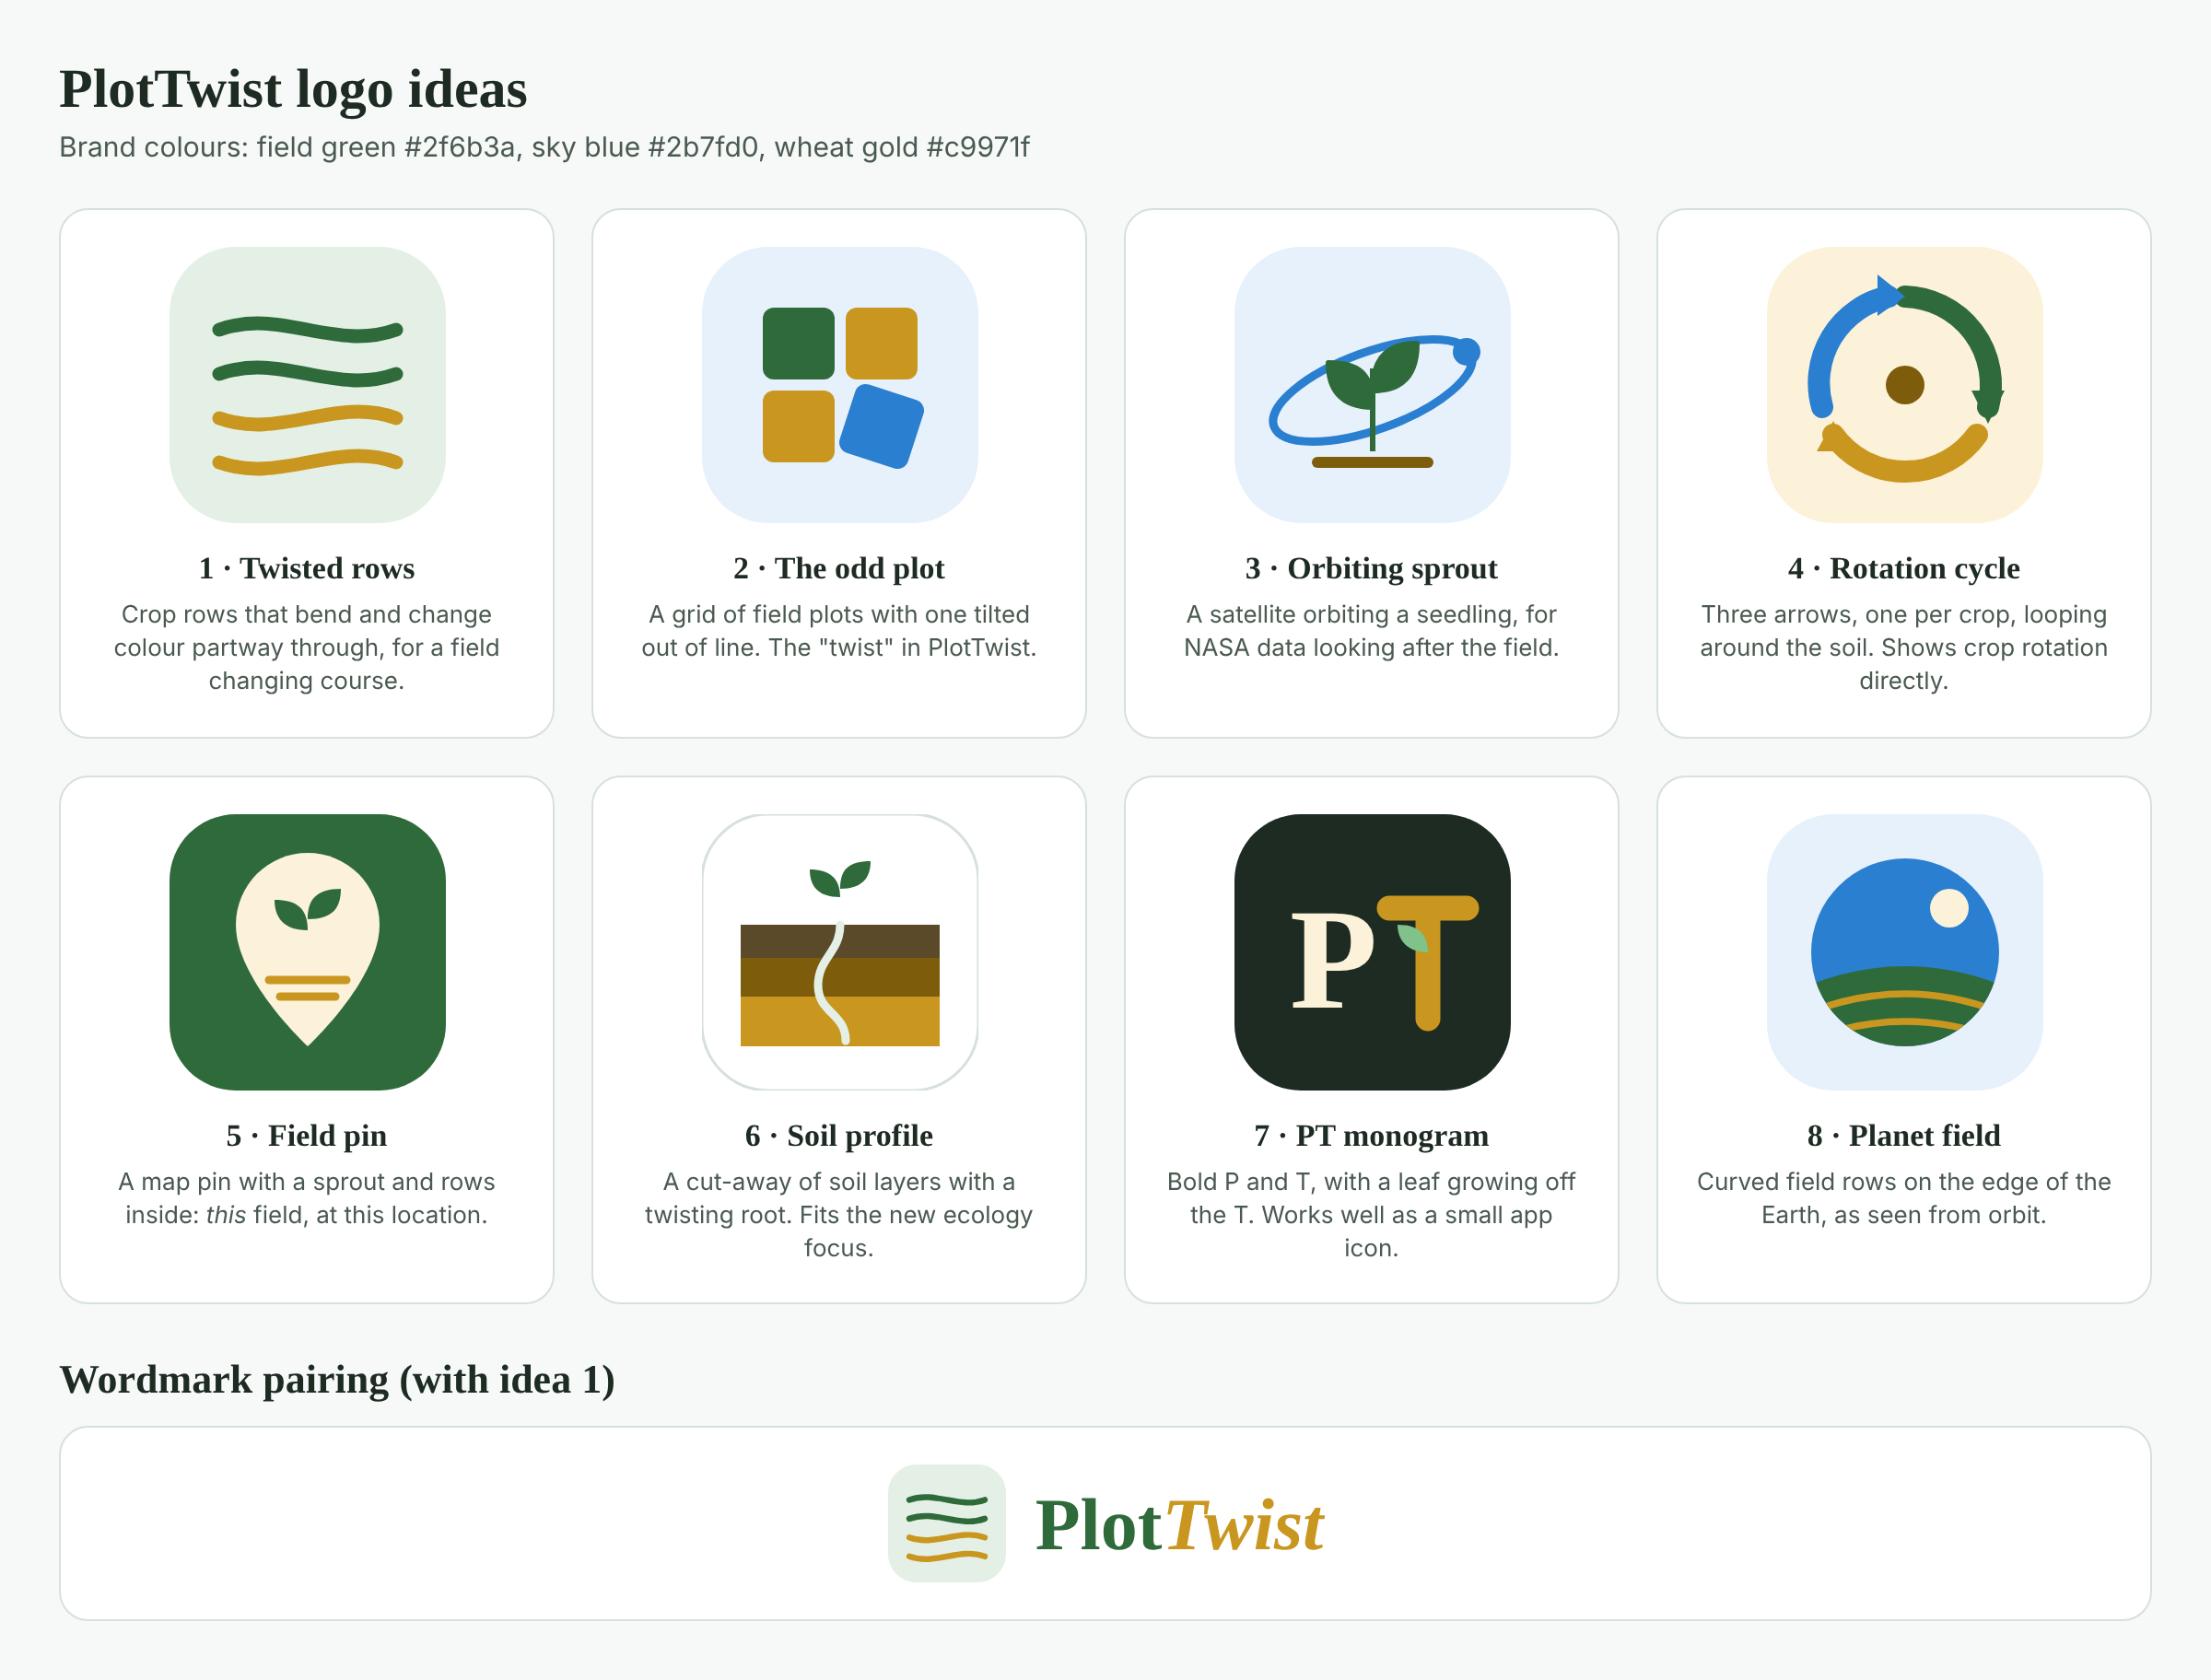 PlotTwist logo ideas
Brand colours: field green #2f6b3a, sky blue #2b7fd0, wheat gold #c9971f
1 · Twisted rows
Crop rows that bend and change
colour partway through, for a field
changing course.
2 · The odd plot
A grid of field plots with one tilted
out of line. The "twist" in PlotTwist.
3 · Orbiting sprout
A satellite orbiting a seedling, for
NASA data looking after the field.
4 · Rotation cycle
Three arrows, one per crop, looping
around the soil. Shows crop rotation
directly.
5 · Field pin
A map pin with a sprout and rows
inside: this field, at this location.
6 · Soil profile
A cut-away of soil layers with a
twisting root. Fits the new ecology
focus.
PT
7 · PT monogram
Bold P and T, with a leaf growing off
the T. Works well as a small app
icon.
8 · Planet field
Curved field rows on the edge of the
Earth, as seen from orbit.
Wordmark pairing (with idea 1)
PlotTwist